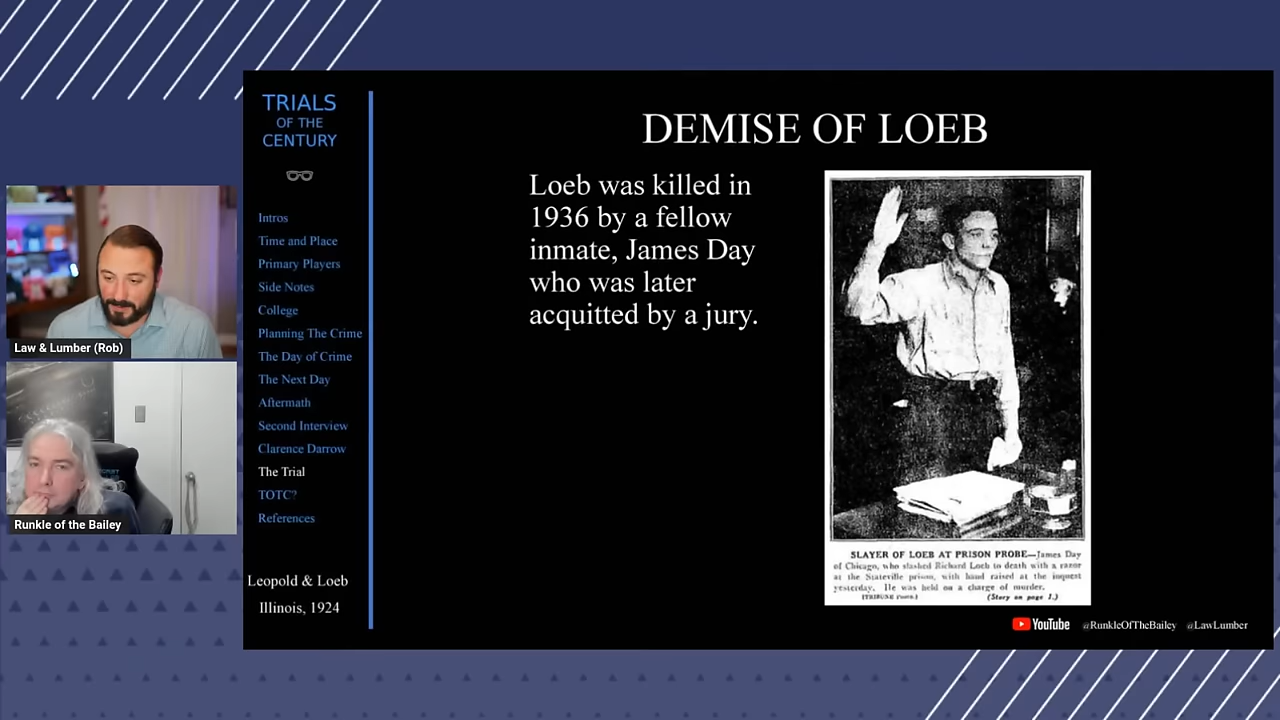 TRIALS
OF THE
CENTURY
Intros
Time and Place
Primary Players
Side Notes
College
Planning The Crime
The Day of Crime
The Next Day
Aftermath
Second Interview
Clarence Darrow
The Trial
TOTC?
References
Leopold & Loeb
Illinois, 1924
DEMISE OF LOEB
Loeb was killed in
1936 by a fellow
inmate, James Day
who was later
acquitted by a jury.
SLAYER OF LOEB AT PRISON PROBE—James Day
of Chicago, who slashed Richard Loeb to death with a razor
at the Stateville prison, with hand raised at the inquest
yesterday. He was held on a charge of murder.
(TRIBUNE Photo.) (Story on page 1.)
YouTube @RunkleOfTheBailey @LawLumber
Law & Lumber (Rob)
Runkle of the Bailey